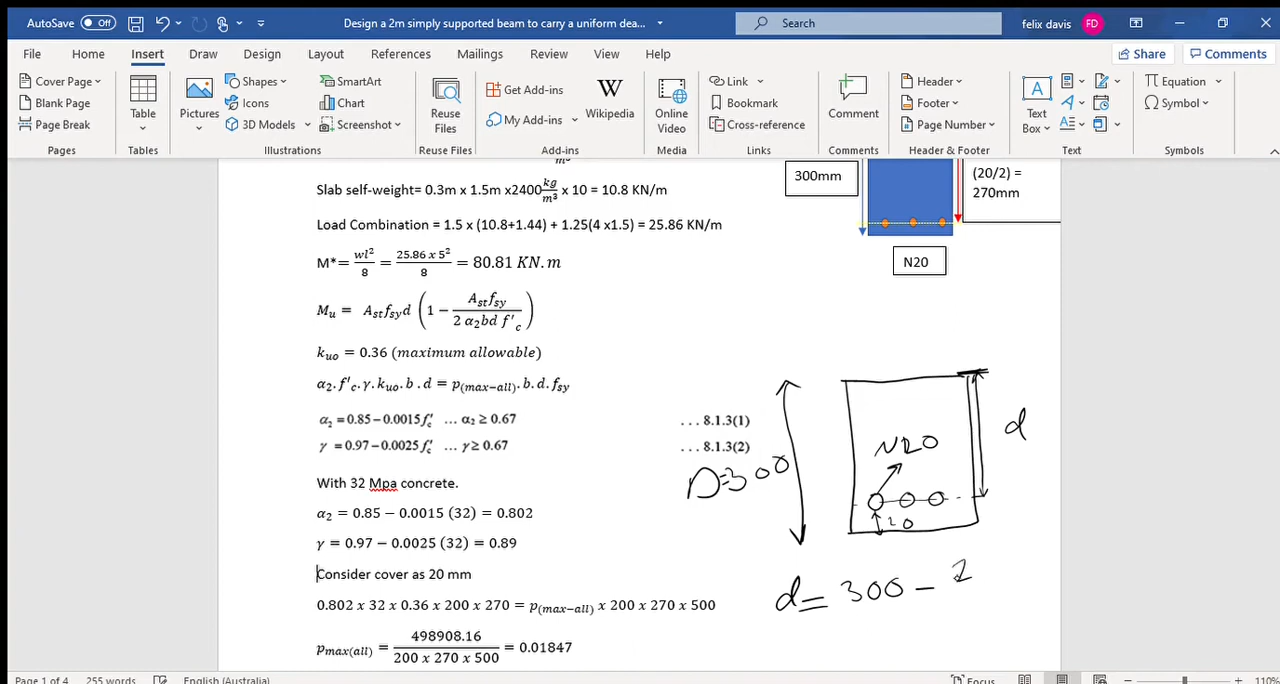 AutoSave Off Design a 2m simply supported beam to carry a uniform dea... Search felix davis FD
File Home Insert Draw Design Layout References Mailings Review View Help Share Comments
Cover Page
Blank Page
Page Break
Pages
Table
Tables
Pictures
Shapes
Icons
3D Models
SmartArt
Chart
Screenshot
Illustrations
Reuse Files
Reuse Files
Get Add-ins
My Add-ins
Wikipedia
Add-ins
Online Video
Media
Link
Bookmark
Cross-reference
Links
Comment
Comments
Header
Footer
Page Number
Header & Footer
Text Box
Text
Equation
Symbol
Symbols
Slab self-weight= 0.3m x 1.5m x2400 kg/m³ x 10 = 10.8 KN/m
300mm
(20/2) =
270mm
Load Combination = 1.5 x (10.8+1.44) + 1.25(4 x1.5) = 25.86 KN/m
M*= wl²/8 = 25.86 x 5²/8 = 80.81 KN.m
N20
Mu = Ast fsy d (1 − Ast fsy / 2 α2bd f'c)
kuo = 0.36 (maximum allowable)
α2.f'c.γ.kuo.b .d = p(max−all).b.d.fsy
α2 = 0.85 – 0.0015 f'c ... α2 ≥ 0.67 . . . 8.1.3(1)
γ = 0.97 – 0.0025 f'c ... γ ≥ 0.67 . . . 8.1.3(2)
With 32 Mpa concrete.
α2 = 0.85 − 0.0015 (32) = 0.802
γ = 0.97 − 0.0025 (32) = 0.89
Consider cover as 20 mm
0.802 x 32 x 0.36 x 200 x 270 = p(max−all) x 200 x 270 x 500
pmax(all) = 498908.16 / 200 x 270 x 500 = 0.01847
D=300
N20
d
20
d = 300 − 2
Page 1 of 4 255 words English (Australia) Focus 110%